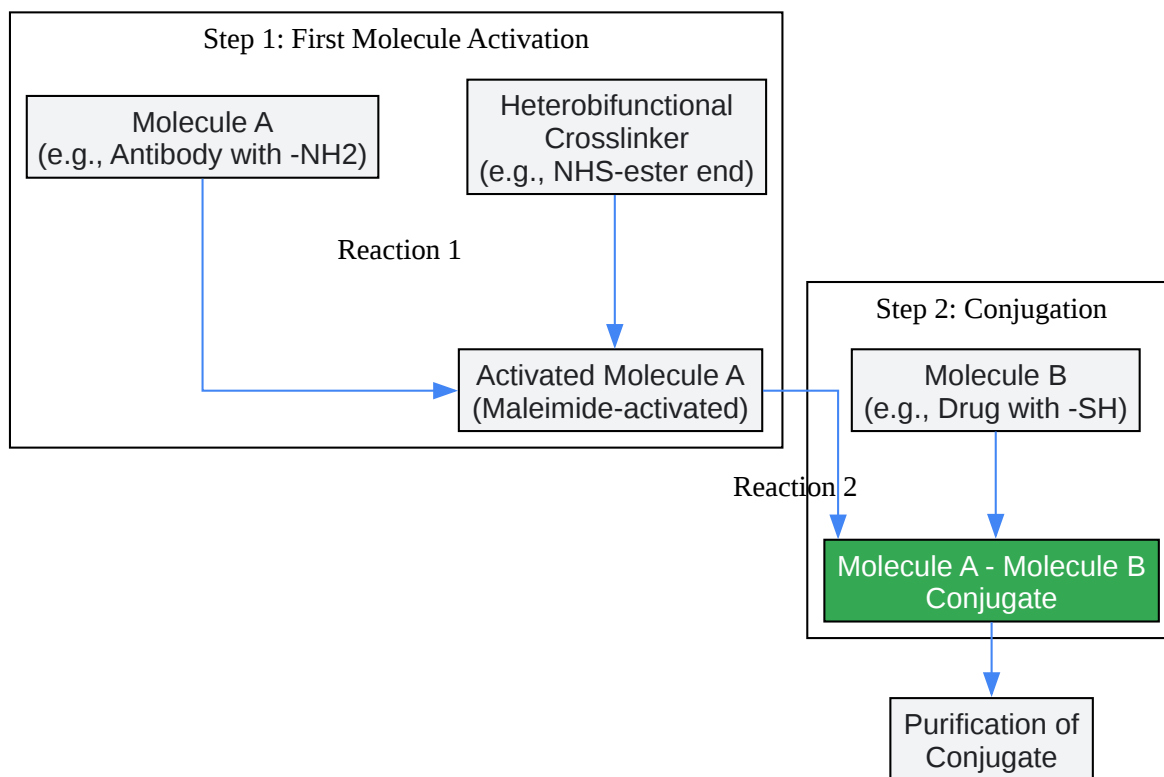 Step 1: First Molecule Activation
Molecule A
(e.g., Antibody with -NH2)
Heterobifunctional
Crosslinker
(e.g., NHS-ester end)
Reaction 1
Activated Molecule A
(Maleimide-activated)
Step 2: Conjugation
Molecule B
(e.g., Drug with -SH)
Reaction 2
Molecule A - Molecule B
Conjugate
Purification of
Conjugate